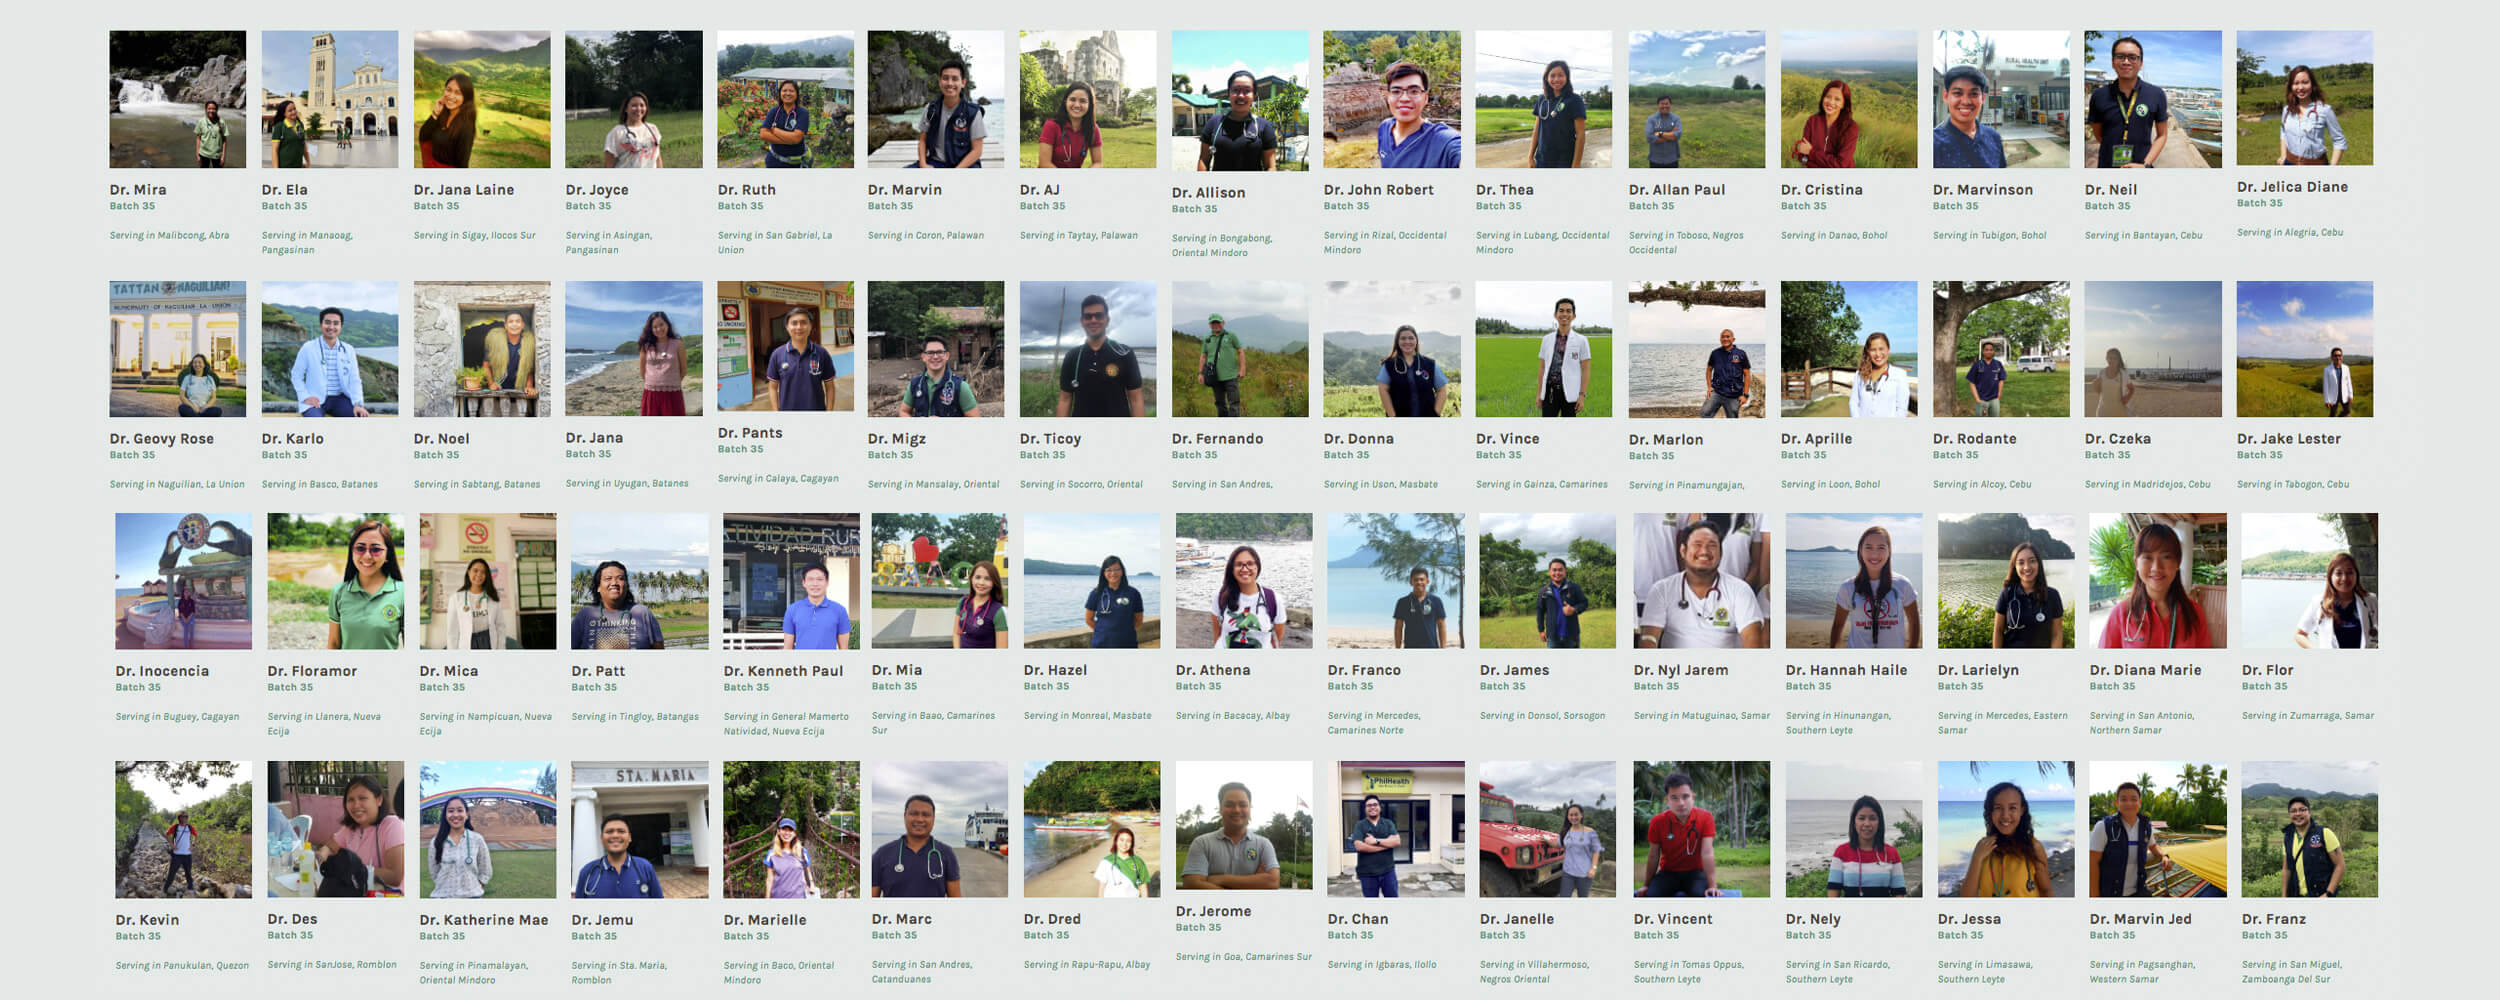 Dr. Mira
Batch 35
Serving in Malibcong, Abra
Dr. Ela
Batch 35
Serving in Manaoag,
Pangasinan
Dr. Jana Laine
Batch 35
Serving in Sigay, Ilocos Sur
Dr. Joyce
Batch 35
Serving in Asingan,
Pangasinan
Dr. Ruth
Batch 35
Serving in San Gabriel, La
Union
Dr. Marvin
Batch 35
Serving in Coron, Palawan
Dr. AJ
Batch 35
Serving in Taytay, Palawan
Dr. Allison
Batch 35
Serving in Bongabong,
Oriental Mindoro
Dr. John Robert
Batch 35
Serving in Rizal, Occidental
Mindoro
Dr. Thea
Batch 35
Serving in Lubang, Occidental
Mindoro
Dr. Allan Paul
Batch 35
Serving in Toboso, Negros
Occidental
Dr. Cristina
Batch 35
Serving in Danao, Bohol
RURAL HEALTH UNIT
Dr. Marvinson
Batch 35
Serving in Tubigon, Bohol
Dr. Neil
Batch 35
Serving in Bantayan, Cebu
Dr. Jelica Diane
Batch 35
Serving in Alegria, Cebu
TATTAN NAGUILIAN!
MUNICIPALITY OF NAGUILIAN LA UNION
Dr. Geovy Rose
Batch 35
Serving in Naguilian, La Union
Dr. Karlo
Batch 35
Serving in Basco, Batanes
Dr. Noel
Batch 35
Serving in Sabtang, Batanes
Dr. Jana
Batch 35
Serving in Uyugan, Batanes
NO SMOKING
Dr. Pants
Batch 35
Serving in Calaya, Cagayan
Dr. Migz
Batch 35
Serving in Mansalay, Oriental
Dr. Ticoy
Batch 35
Serving in Socorro, Oriental
Dr. Fernando
Batch 35
Serving in San Andres,
Dr. Donna
Batch 35
Serving in Uson, Masbate
Dr. Vince
Batch 35
Serving in Gainza, Camarines
Dr. Marlon
Batch 35
Serving in Pinamungajan,
Dr. Aprille
Batch 35
Serving in Loon, Bohol
Dr. Rodante
Batch 35
Serving in Alcoy, Cebu
Dr. Czeka
Batch 35
Serving in Madridejos, Cebu
Dr. Jake Lester
Batch 35
Serving in Tabogon, Cebu
Dr. Inocencia
Batch 35
Serving in Buguey, Cagayan
Dr. Floramor
Batch 35
Serving in Llanera, Nueva
Ecija
Dr. Mica
Batch 35
Serving in Nampicuan, Nueva
Ecija
Dr. Patt
Batch 35
Serving in Tingloy, Batangas
TIVIDAD RUR
Dr. Kenneth Paul
Batch 35
Serving in General Mamerto
Natividad, Nueva Ecija
Dr. Mia
Batch 35
Serving in Baao, Camarines
Sur
Dr. Hazel
Batch 35
Serving in Monreal, Masbate
Dr. Athena
Batch 35
Serving in Bacacay, Albay
Dr. Franco
Batch 35
Serving in Mercedes,
Camarines Norte
Dr. James
Batch 35
Serving in Donsol, Sorsogon
Dr. Nyl Jarem
Batch 35
Serving in Matuguinao, Samar
Dr. Hannah Haile
Batch 35
Serving in Hinunangan,
Southern Leyte
Dr. Larielyn
Batch 35
Serving in Mercedes, Eastern
Samar
Dr. Diana Marie
Batch 35
Serving in San Antonio,
Northern Samar
Dr. Flor
Batch 35
Serving in Zumarraga, Samar
Dr. Kevin
Batch 35
Serving in Panukulan, Quezon
Dr. Des
Batch 35
Serving in SanJose, Romblon
Dr. Katherine Mae
Batch 35
Serving in Pinamalayan,
Oriental Mindoro
STA. MARIA
Dr. Jemu
Batch 35
Serving in Sta. Maria,
Romblon
Dr. Marielle
Batch 35
Serving in Baco, Oriental
Mindoro
Dr. Marc
Batch 35
Serving in San Andres,
Catanduanes
Dr. Dred
Batch 35
Serving in Rapu-Rapu, Albay
Dr. Jerome
Batch 35
Serving in Goa, Camarines Sur
PhilHealth
Dr. Chan
Batch 35
Serving in Igbaras, Ilollo
Dr. Janelle
Batch 35
Serving in Villahermoso,
Negros Oriental
Dr. Vincent
Batch 35
Serving in Tomas Oppus,
Southern Leyte
Dr. Nely
Batch 35
Serving in San Ricardo,
Southern Leyte
Dr. Jessa
Batch 35
Serving in Limasawa,
Southern Leyte
Dr. Marvin Jed
Batch 35
Serving in Pagsanghan,
Western Samar
Dr. Franz
Batch 35
Serving in San Miguel,
Zamboanga Del Sur